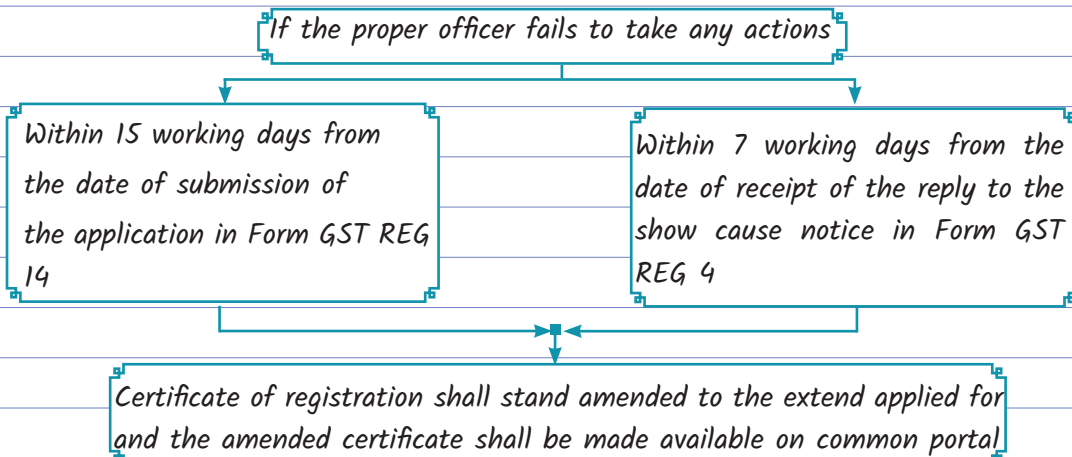 If the proper officer fails to take any actions
Within 15 working days from
the date of submission of
the application in Form GST REG
14
Within 7 working days from the
date of receipt of the reply to the
show cause notice in Form GST
REG 4
Certificate of registration shall stand amended to the extend applied for
and the amended certificate shall be made available on common portal